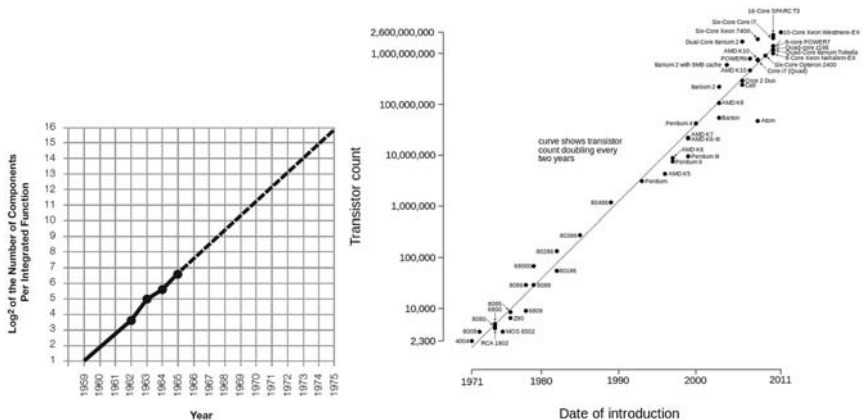 16
15
14
13
12
11
10
9
8
7
6
5
4
3
2
1
Log² of the Number of Components
Per Integrated Function
1959
1960
1961
1962
1963
1964
1965
1966
1967
1968
1969
1970
1971
1972
1973
1974
1975
Year
Transistor count
2,600,000,000
1,000,000,000
100,000,000
10,000,000
1,000,000
100,000
10,000
2,300
curve shows transistor
count doubling every
two years
16-Core SPARC T3
Six-Core Core i7
Six-Core Xeon 7400
10-Core Xeon Westmere-EX
Dual-Core Itanium 2
8-core POWER7
Quad-core z196
AMD K10
Quad-Core Itanium Tukwila
POWER6
8-Core Xeon Nehalem-EX
Itanium 2 with 9MB cache
Six-Core Opteron 2400
AMD K10
Core i7 (Quad)
Core 2 Duo
Itanium 2
Cell
AMD K8
Pentium 4
Barton
Atom
AMD K7
AMD K6-III
AMD K6
Pentium III
Pentium II
AMD K5
Pentium
80486
80386
80286
68000
80186
8086
8088
8085
6800
6809
8080
Z80
8008
MOS 6502
4004
RCA 1802
1971
1980
1990
2000
2011
Date of introduction